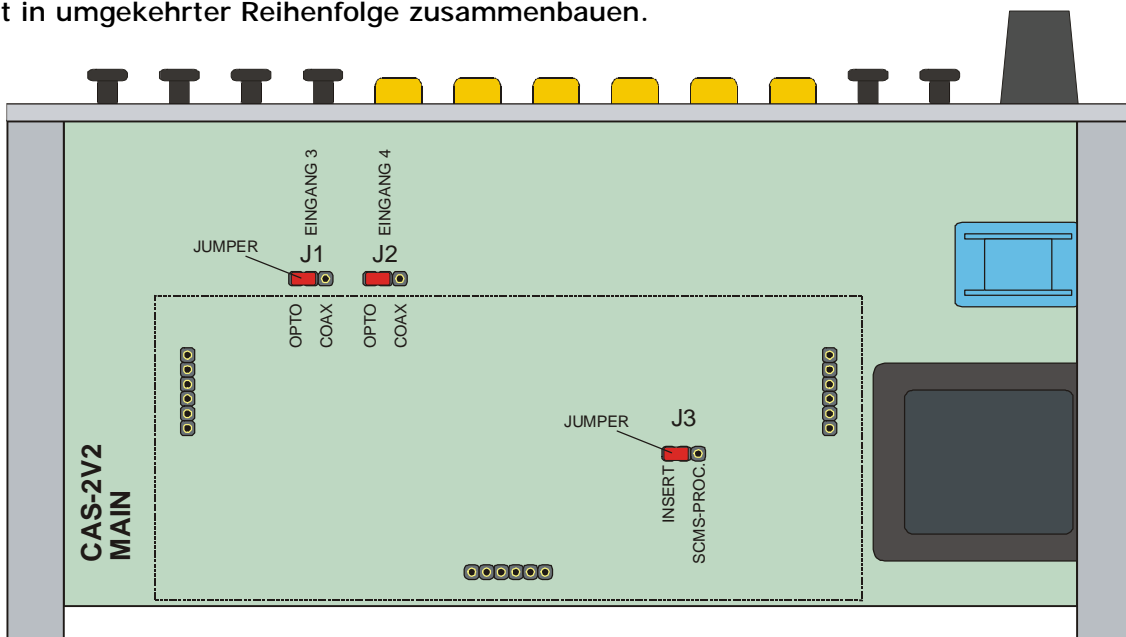 t in umgekehrter Reihenfolge zusammenbauen.
EINGANG 3
EINGANG 4
JUMPER
J1
J2
OPTO
COAX
OPTO
COAX
JUMPER
J3
INSERT
SCMS-PROC.
CAS-2V2
MAIN